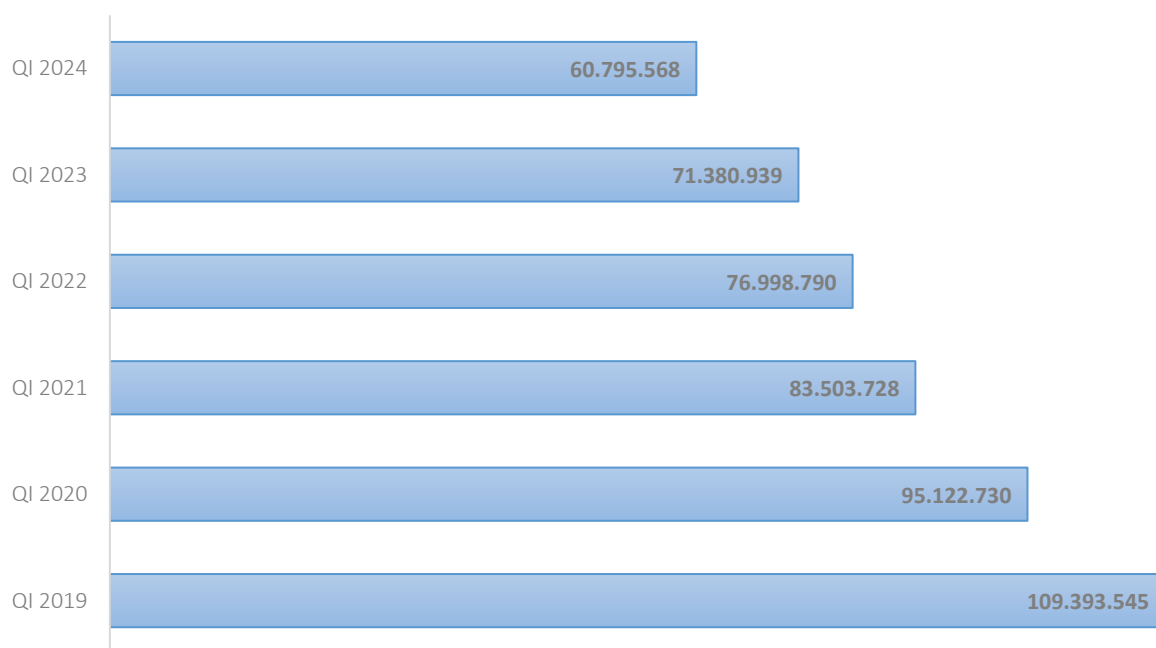 QI 2024 60.795.568
QI 2023 71.380.939
QI 2022 76.998.790
QI 2021 83.503.728
QI 2020 95.122.730
QI 2019 109.393.545